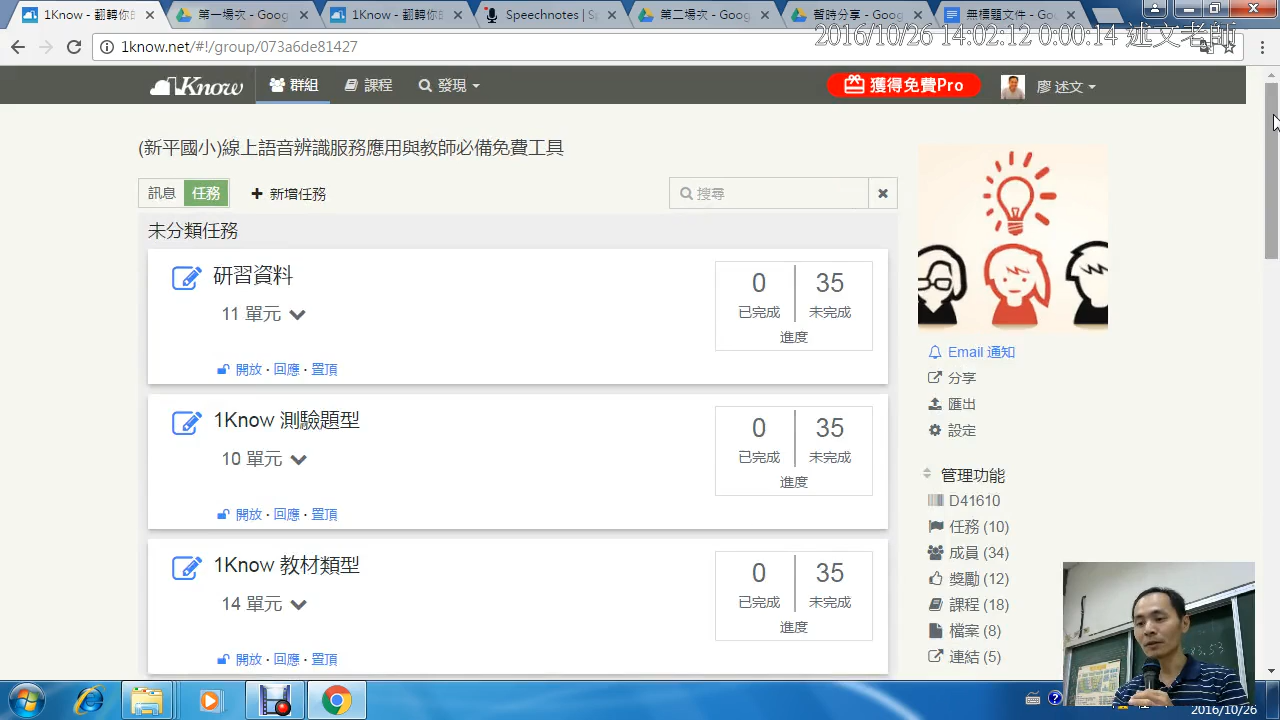 1Know - 翻轉你的
第一場次 - Goog
1Know - 翻轉你的
Speechnotes | Sp
第二場次 - Goog
暫時分享 - Googl
無標題文件 - Goo
2016/10/26 14:02:12 0:00:14 述文老師
1know.net/#!/group/073a6de81427
1Know
群組
課程
發現
獲得免費Pro
廖 述文
(新平國小)線上語音辨識服務應用與教師必備免費工具
訊息
任務
新增任務
搜尋
未分類任務
研習資料
11 單元
0
35
已完成
未完成
進度
開放 · 回應 · 置頂
1Know 測驗題型
10 單元
0
35
已完成
未完成
進度
開放 · 回應 · 置頂
1Know 教材類型
14 單元
0
35
已完成
未完成
進度
開放 · 回應 · 置頂
Email 通知
分享
匯出
設定
管理功能
D41610
任務 (10)
成員 (34)
獎勵 (12)
課程 (18)
檔案 (8)
連結 (5)
2016/10/26